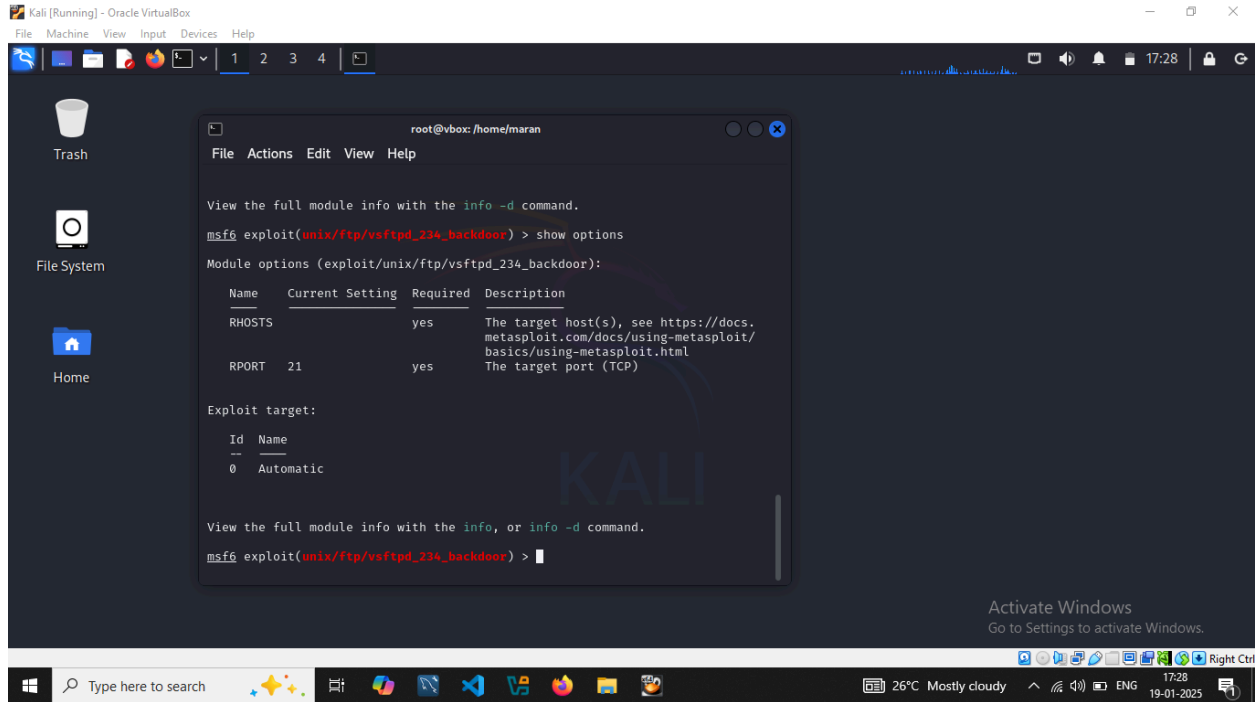 Kali [Running] - Oracle VirtualBox
File Machine View Input Devices Help
1 2 3 4 17:28
Trash
File System
Home
root@vbox: /home/maran
File Actions Edit View Help
View the full module info with the info -d command.
msf6 exploit(unix/ftp/vsftpd_234_backdoor) > show options
Module options (exploit/unix/ftp/vsftpd_234_backdoor):
Name Current Setting Required Description
RHOSTS yes The target host(s), see https://docs.
metasploit.com/docs/using-metasploit/
basics/using-metasploit.html
RPORT 21 yes The target port (TCP)
Exploit target:
Id Name
-- ----
0 Automatic
KALI
View the full module info with the info, or info -d command.
msf6 exploit(unix/ftp/vsftpd_234_backdoor) >
Activate Windows
Go to Settings to activate Windows.
Right Ctrl
Type here to search
26°C Mostly cloudy ENG 17:28
19-01-2025
1